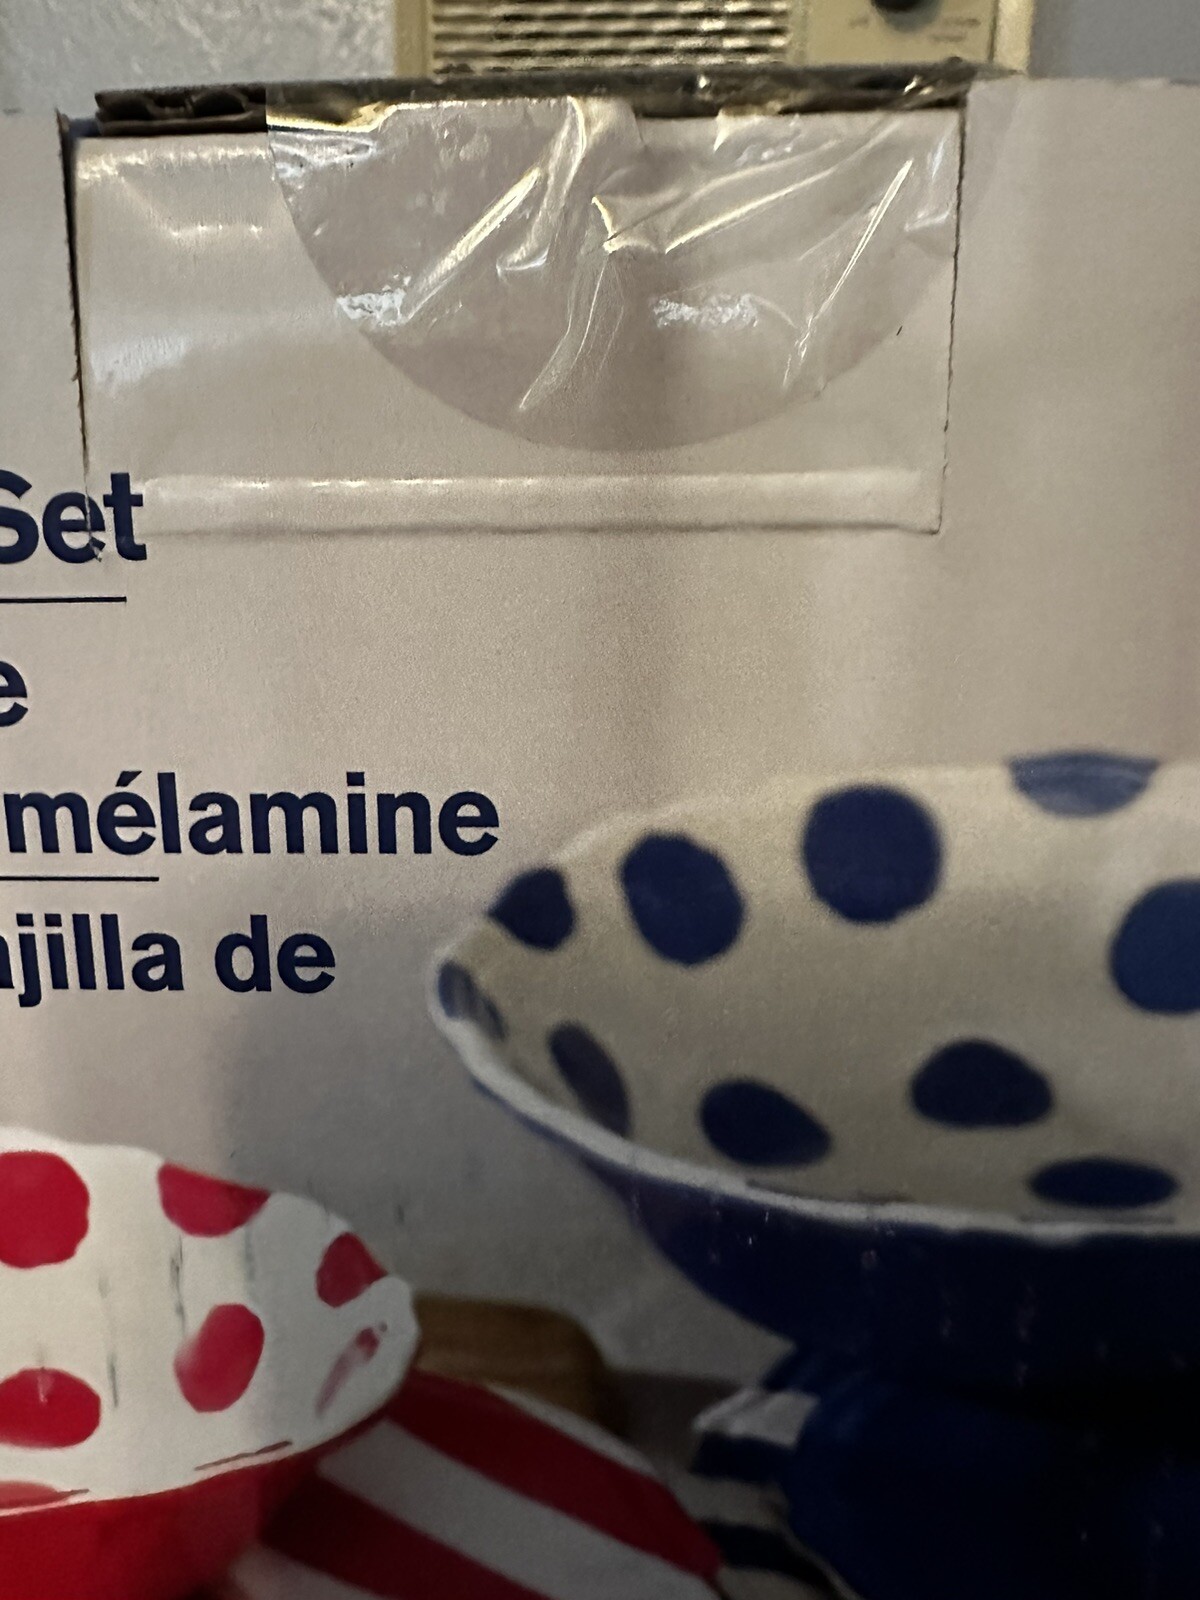 Set
e
mélamine
ajilla de